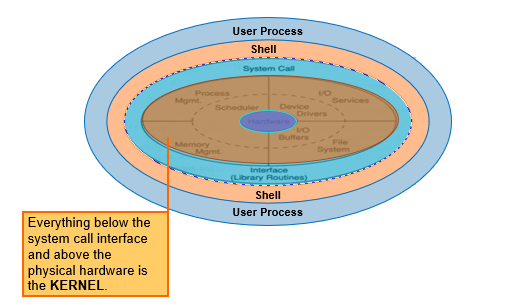 User Process
Shell
System Call
Process
Mgmt.
I/O
Services
Scheduler
Device
Drivers
Hardware
I/O
Buffers
Memory
Mgmt.
File
System
Interface
(Library Routines)
Shell
User Process
Everything below the
system call interface
and above the
physical hardware is
the KERNEL.